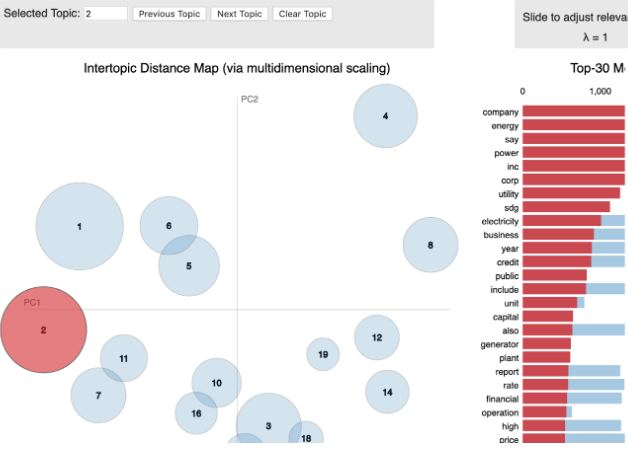 Selected Topic: 2 Previous Topic Next Topic Clear Topic
Slide to adjust releva
λ = 1
Intertopic Distance Map (via multidimensional scaling)
Top-30 M
PC2
PC1
4
1
6
5
8
2
11
7
10
16
3
18
19
12
14
0 1,000
company
energy
say
power
inc
corp
utility
sdg
electricity
business
year
credit
public
include
unit
capital
also
generator
plant
report
rate
financial
operation
high
price